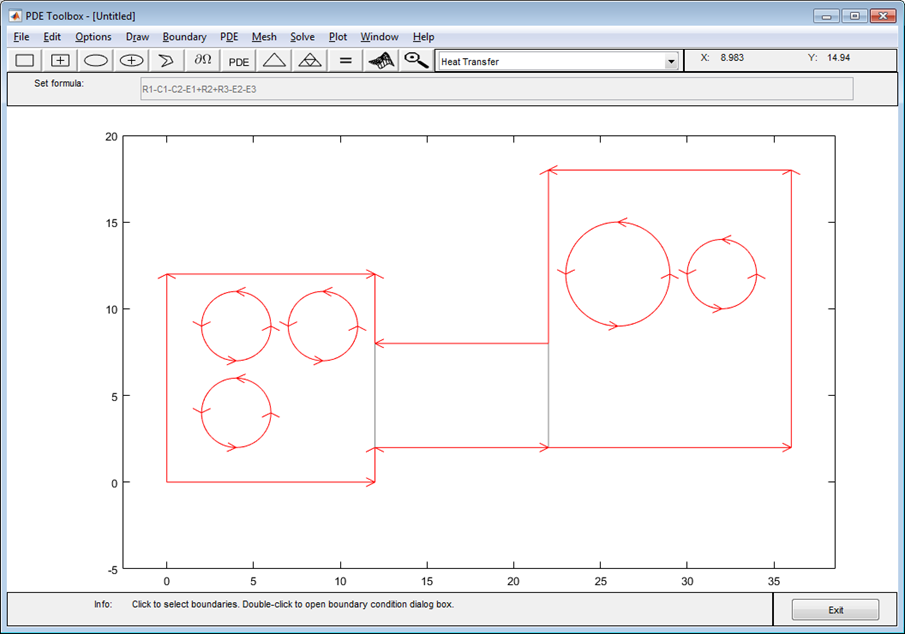 PDE Toolbox - [Untitled]
File Edit Options Draw Boundary PDE Mesh Solve Plot Window Help
∂Ω PDE = Heat Transfer X: 8.983 Y: 14.94
Set formula: R1-C1-C2-E1+R2+R3-E2-E3
20
15
10
5
0
-5
0 5 10 15 20 25 30 35
Info: Click to select boundaries. Double-click to open boundary condition dialog box. Exit